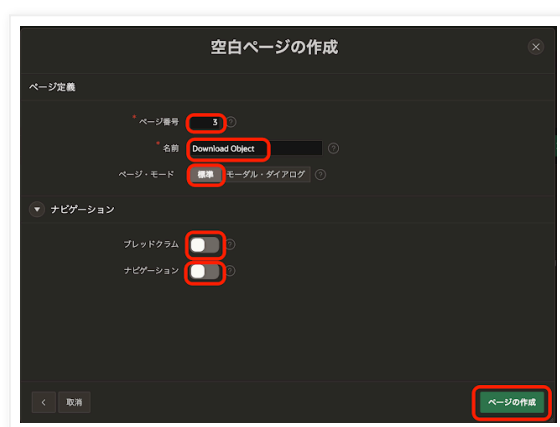 空白ページの作成
ページ定義
* ページ番号 3
* 名前 Download Object
ページ・モード 標準 モーダル・ダイアログ
ナビゲーション
ブレッドクラム
ナビゲーション
取消 ページの作成